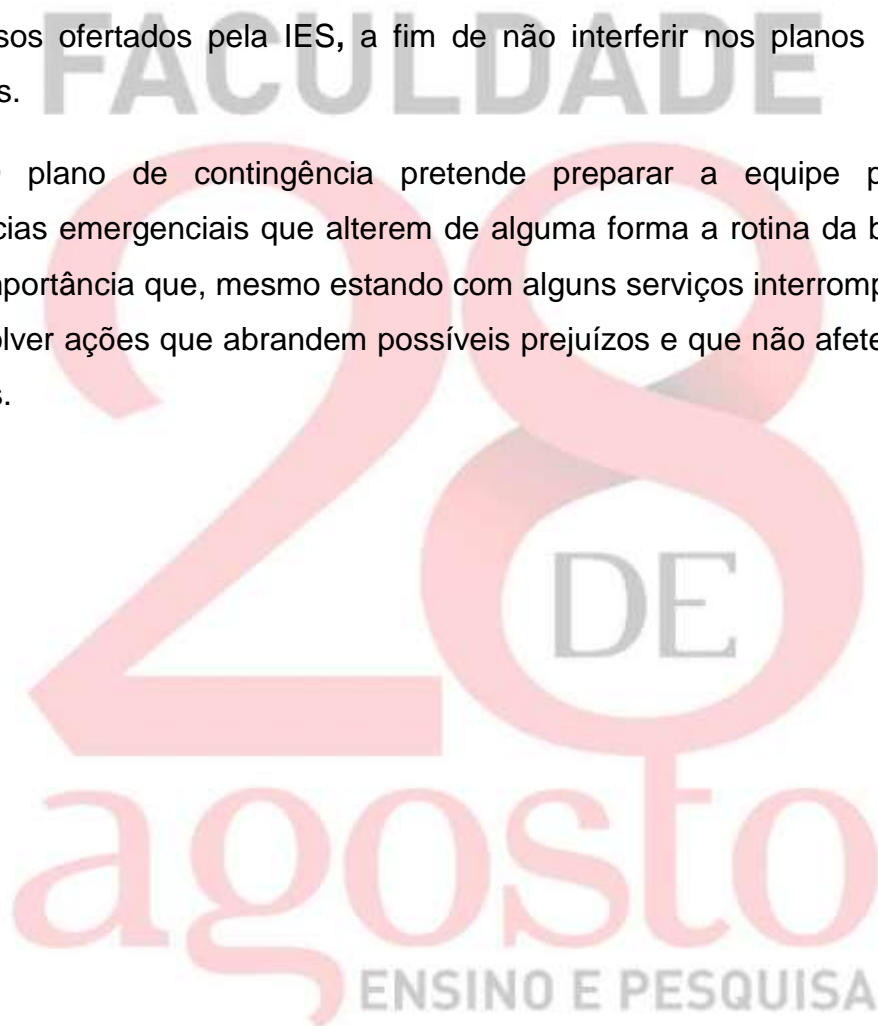 sos ofertados pela IES, a fim de não interferir nos planos
s.
plano de contingência pretende preparar a equipe p
cias emergenciais que alterem de alguma forma a rotina da b
mportância que, mesmo estando com alguns serviços interromp
olver ações que abrandem possíveis prejuízos e que não afete
s.
FACULDADE
28
DE
agosto
ENSINO E PESQUISA